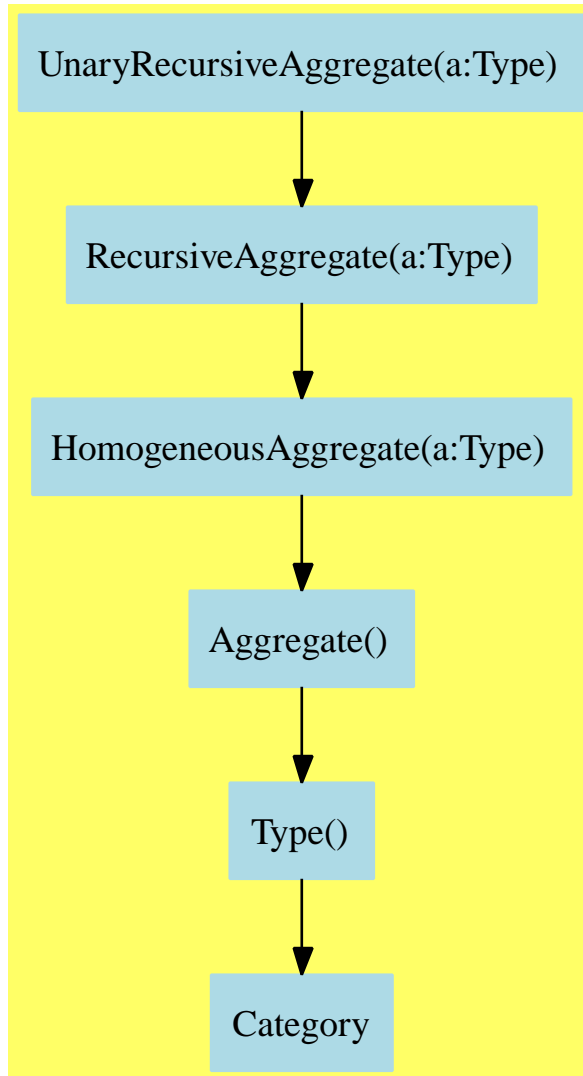 UnaryRecursiveAggregate(a:Type)
RecursiveAggregate(a:Type)
HomogeneousAggregate(a:Type)
Aggregate()
Type()
Category